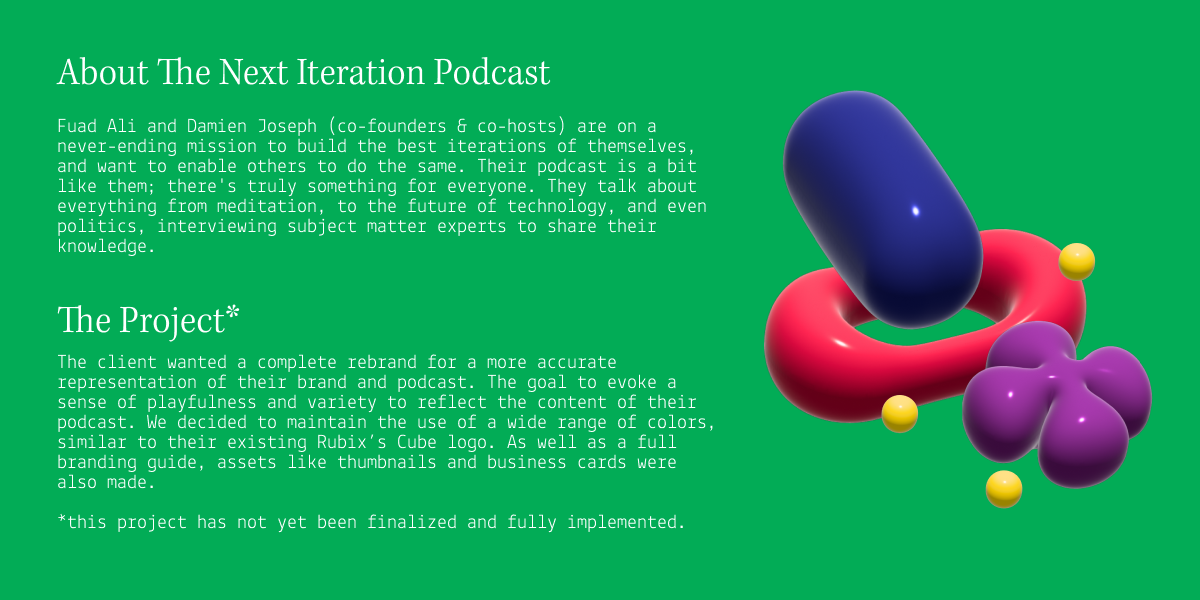 About The Next Iteration Podcast
Fuad Ali and Damien Joseph (co-founders & co-hosts) are on a
never-ending mission to build the best iterations of themselves,
and want to enable others to do the same. Their podcast is a bit
like them; there's truly something for everyone. They talk about
everything from meditation, to the future of technology, and even
politics, interviewing subject matter experts to share their
knowledge.
The Project*
The client wanted a complete rebrand for a more accurate
representation of their brand and podcast. The goal to evoke a
sense of playfulness and variety to reflect the content of their
podcast. We decided to maintain the use of a wide range of colors,
similar to their existing Rubix’s Cube logo. As well as a full
branding guide, assets like thumbnails and business cards were
also made.
*this project has not yet been finalized and fully implemented.